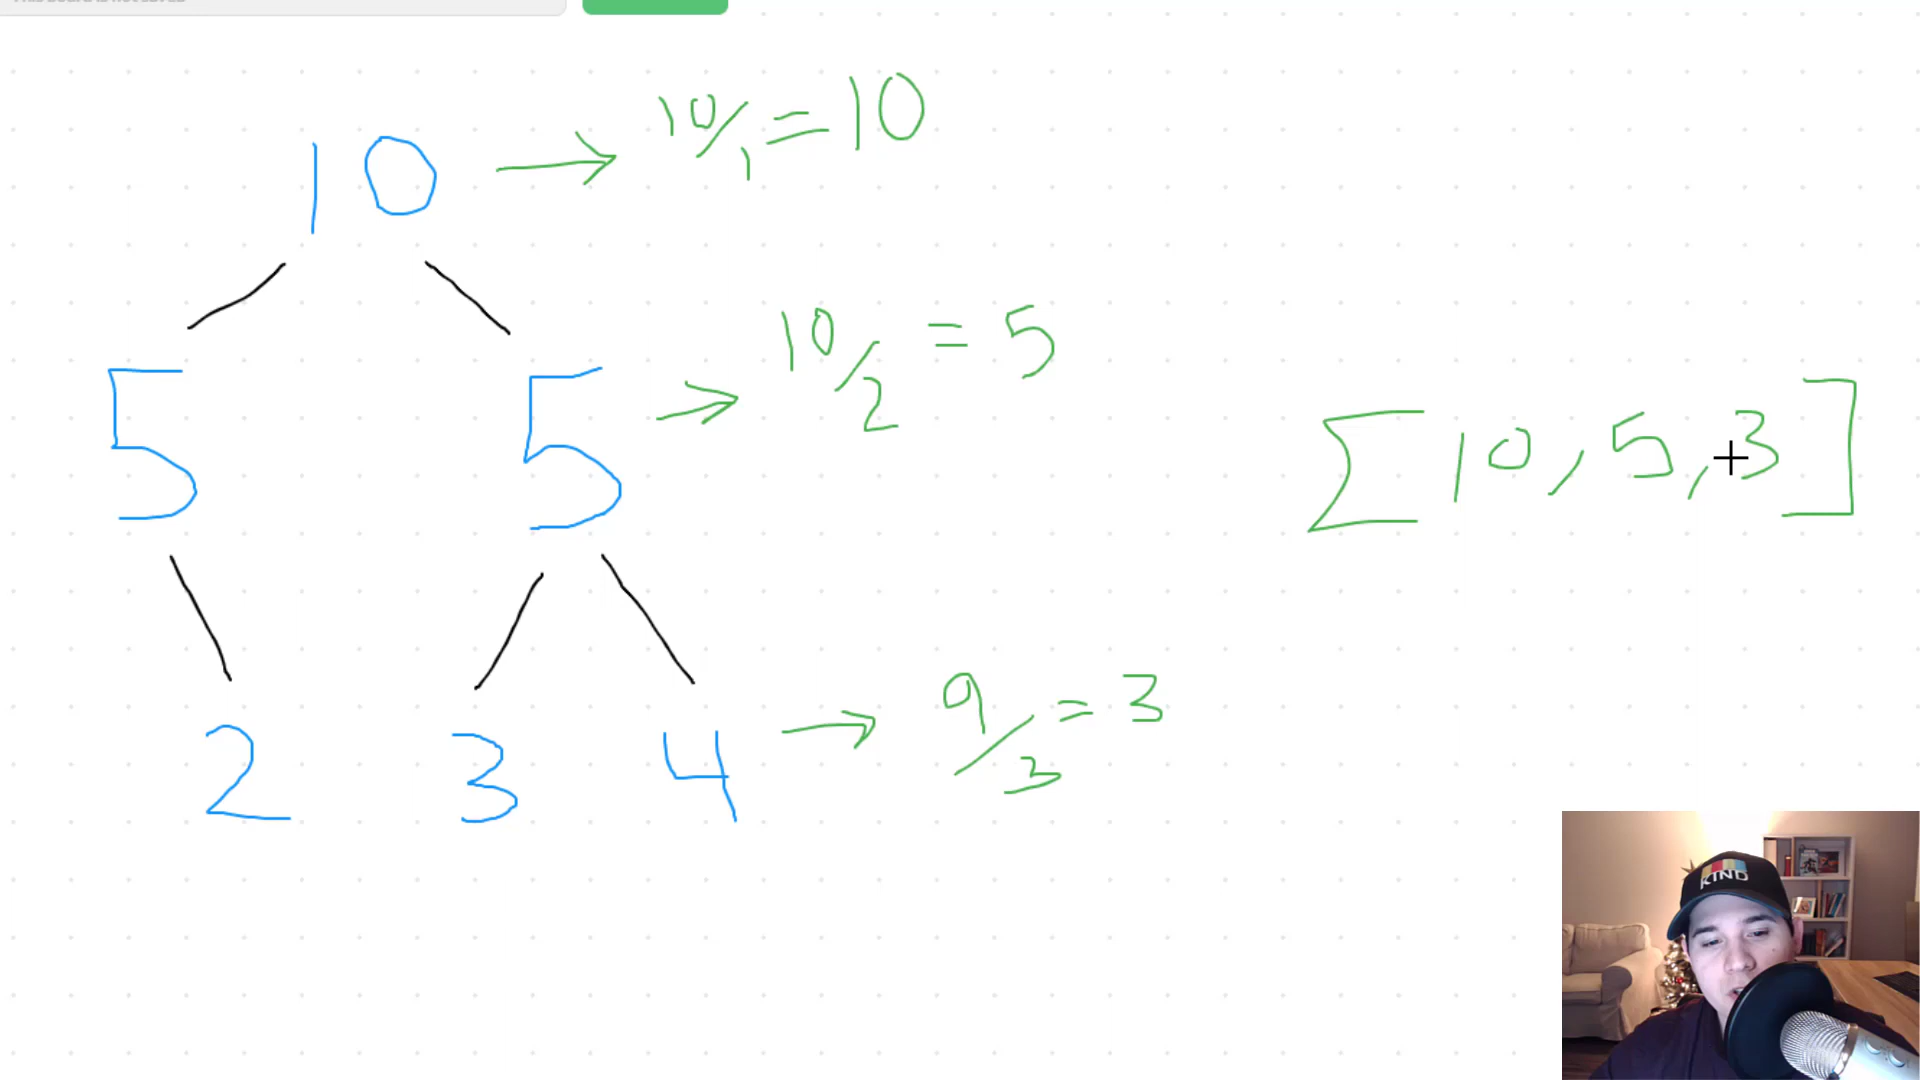 10 → 10/1 = 10
5 5 → 10/2 = 5
[10, 5, 3]
2 3 4 → 9/3 = 3
KIND